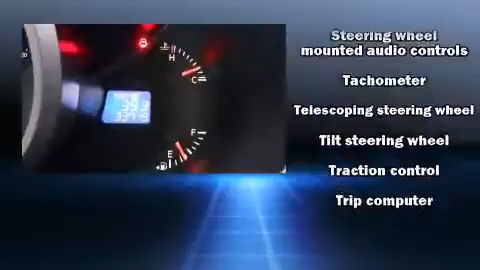 Steering wheel
mounted audio controls
Tachometer
Telescoping steering wheel
Tilt steering wheel
Traction control
Trip computer
H
C
F
E